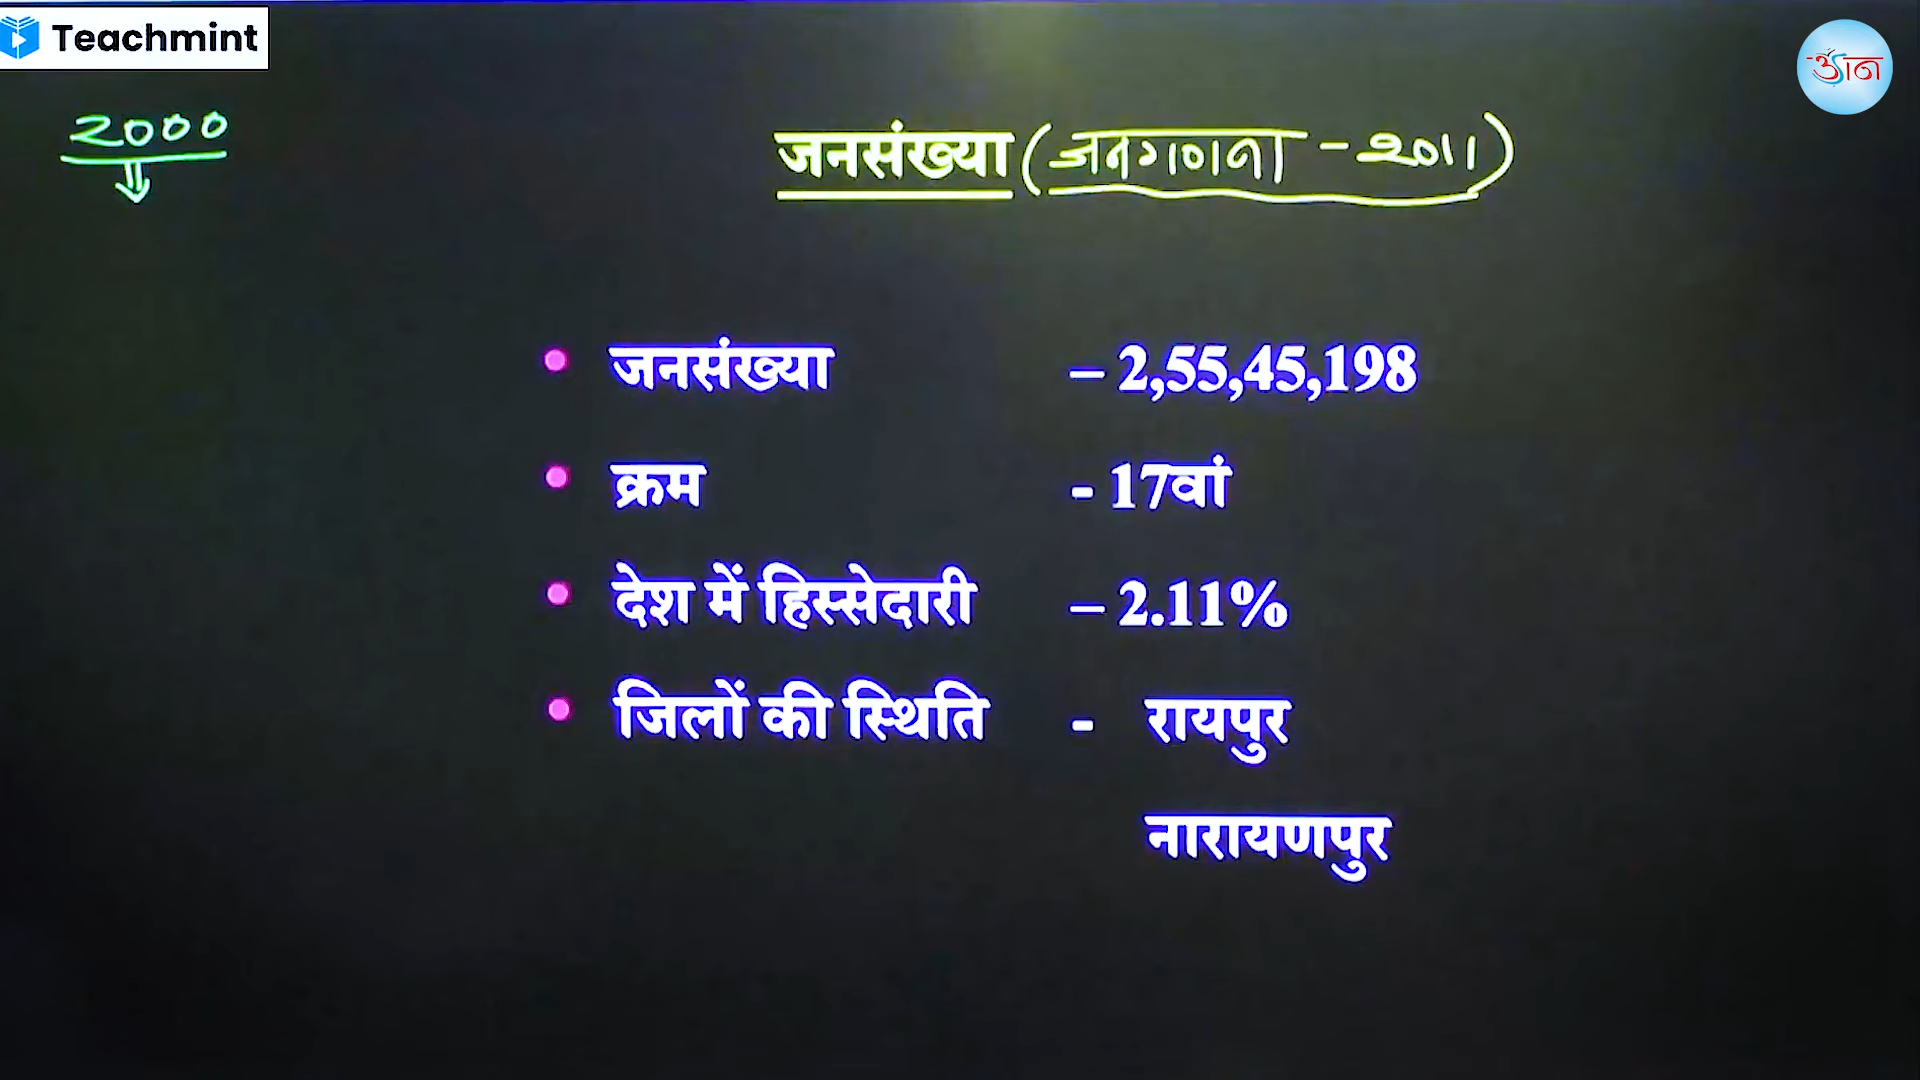 Teachmint
ज्ञान
2000
जनसंख्या (जनगणना - 2011)
• जनसंख्या – 2,55,45,198
• क्रम - 17वां
• देश में हिस्सेदारी – 2.11%
• जिलों की स्थिति - रायपुर
नारायणपुर